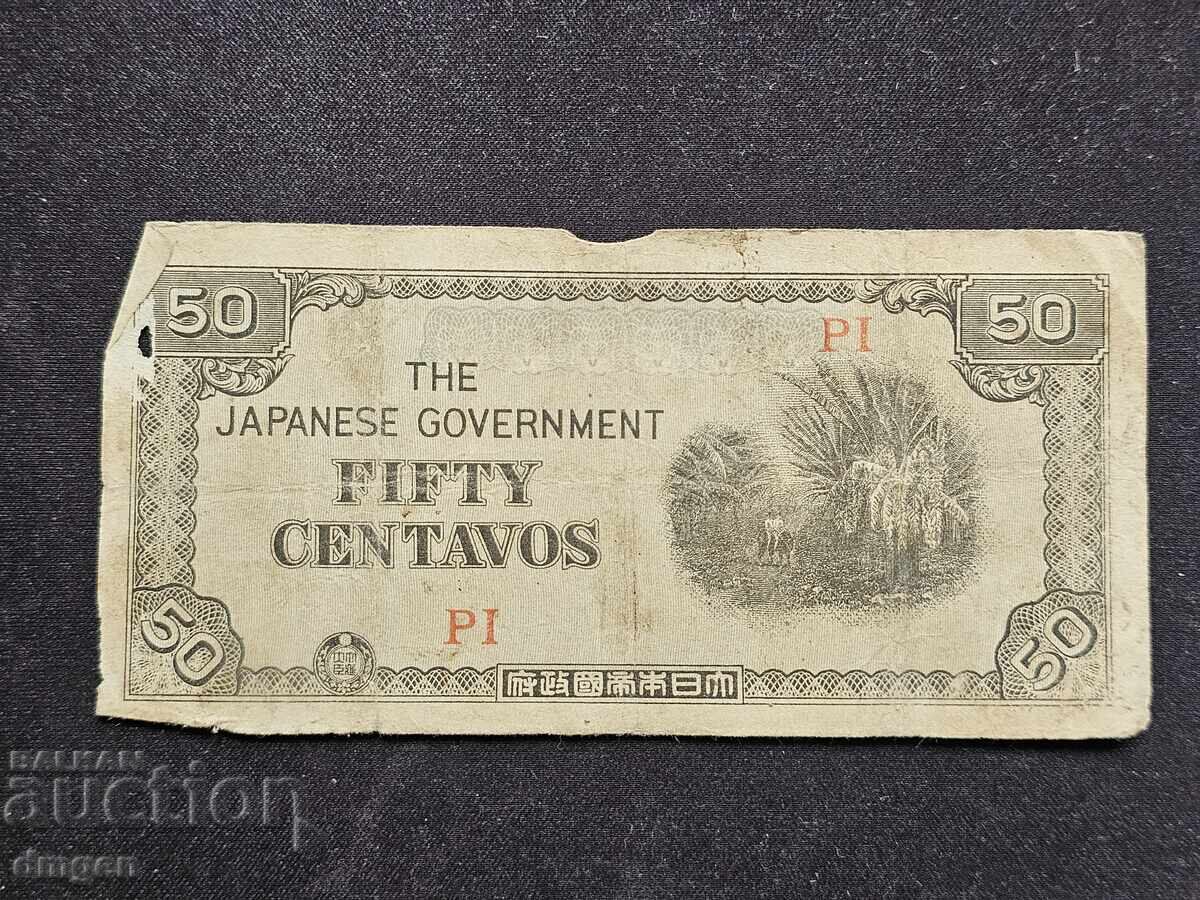 50
50
PI
THE
JAPANESE GOVERNMENT
FIFTY
CENTAVOS
PI
50
50
府政國帝本日大
BALKAN
auction
dmgen